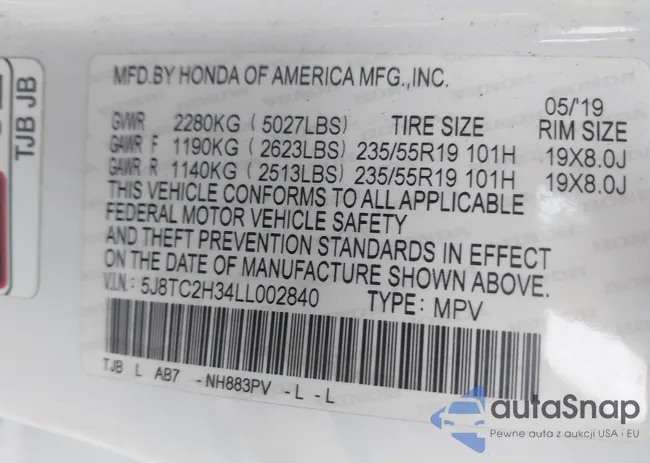 TJB JB
MFD.BY HONDA OF AMERICA MFG.,INC.
05/'19
GVWR 2280KG (5027LBS) TIRE SIZE RIM SIZE
GAWR F 1190KG (2623LBS) 235/55R19 101H 19X8.0J
GAWR R 1140KG (2513LBS) 235/55R19 101H 19X8.0J
THIS VEHICLE CONFORMS TO ALL APPLICABLE
FEDERAL MOTOR VEHICLE SAFETY
AND THEFT PREVENTION STANDARDS IN EFFECT
ON THE DATE OF MANUFACTURE SHOWN ABOVE.
V.I.N.: 5J8TC2H34LL002840 TYPE: MPV
TJB L AB7 -NH883PV -L -L
autaSnap
Pewne auta z aukcji USA i EU